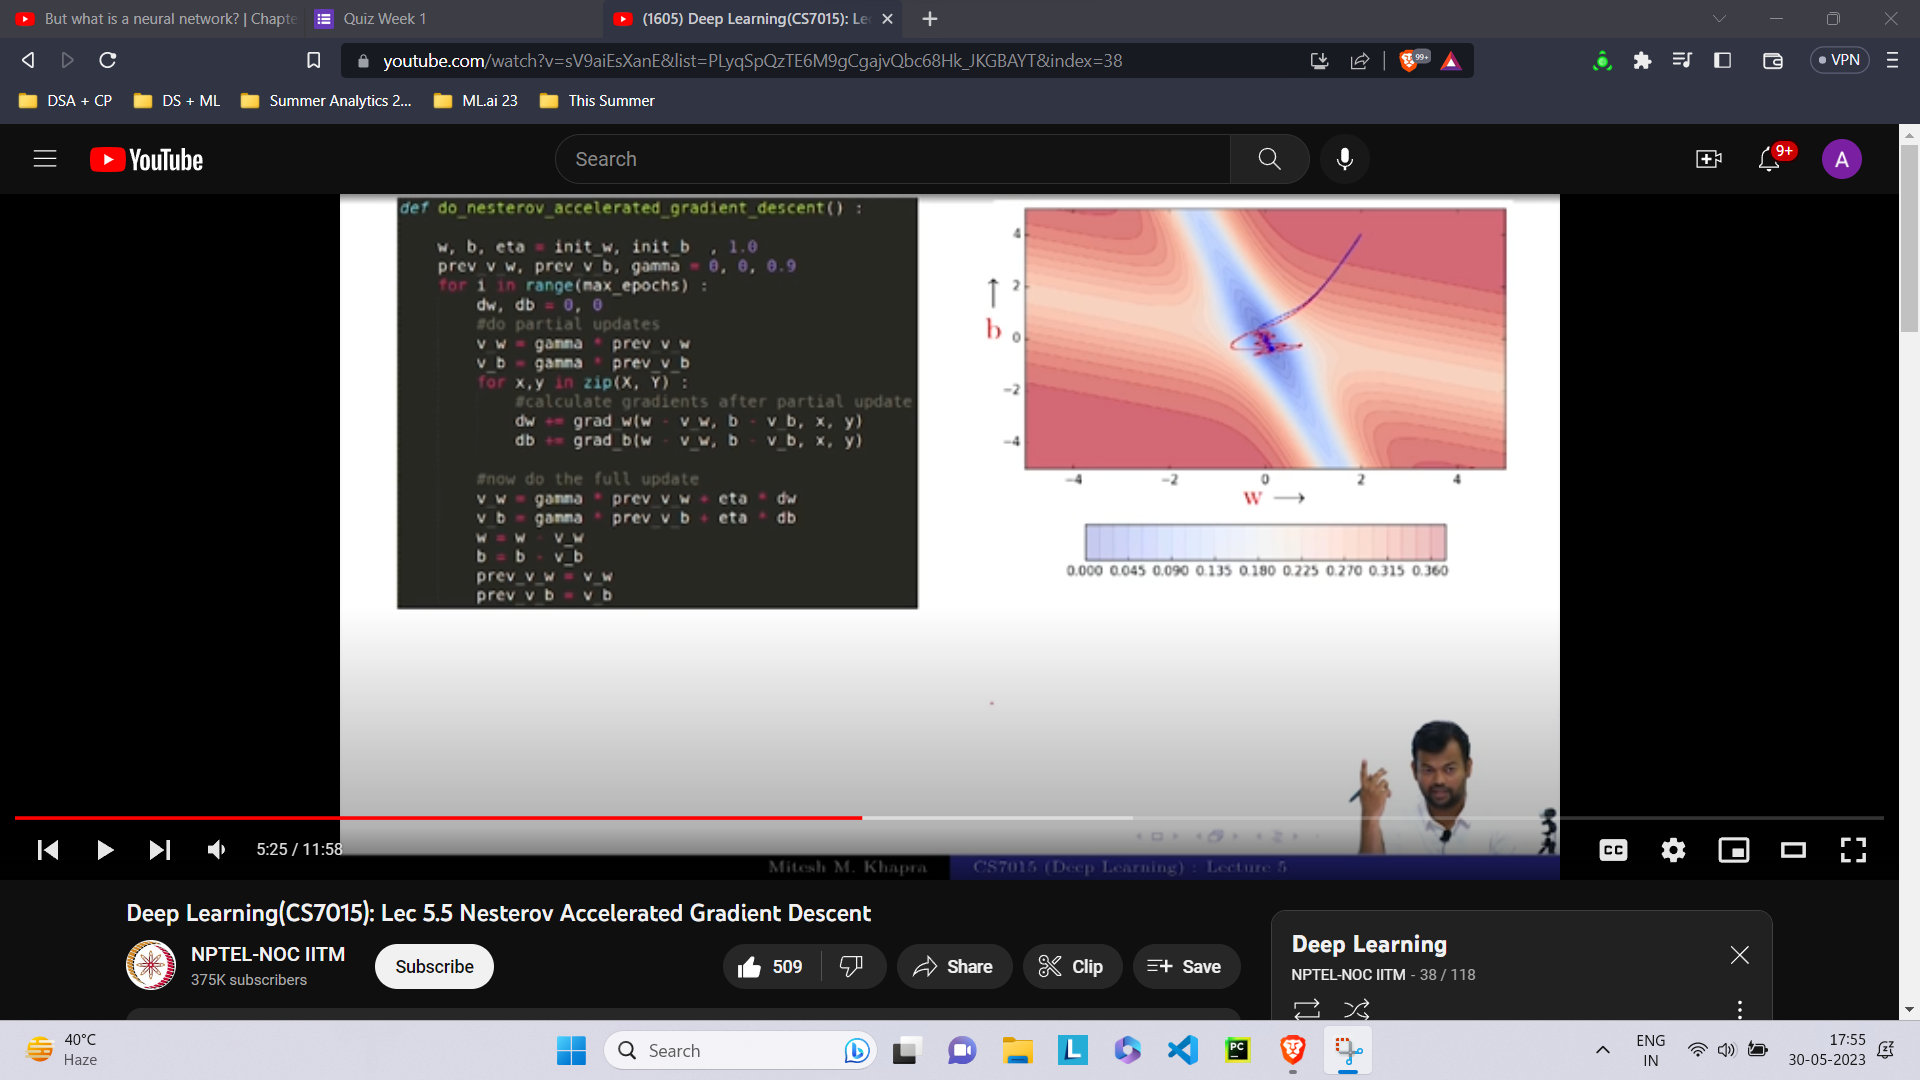 But what is a neural network? | Chapte
Quiz Week 1
(1605) Deep Learning(CS7015): Le
youtube.com/watch?v=sV9aiEsXanE&list=PLyqSpQzTE6M9gCgajvQbc68Hk_JKGBAYT&index=38
99+
VPN
DSA + CP
DS + ML
Summer Analytics 2...
ML.ai 23
This Summer
YouTube
Search
9+
A
def do_nesterov_accelerated_gradient_descent() :
w, b, eta = init_w, init_b , 1.0
prev_v_w, prev_v_b, gamma = 0, 0, 0.9
for i in range(max_epochs) :
dw, db = 0, 0
#do partial updates
v_w = gamma * prev_v_w
v_b = gamma * prev_v_b
for x,y in zip(X, Y) :
#calculate gradients after partial update
dw += grad_w(w - v_w, b - v_b, x, y)
db += grad_b(w - v_w, b - v_b, x, y)
#now do the full update
v_w = gamma * prev_v_w + eta * dw
v_b = gamma * prev_v_b + eta * db
w = w - v_w
b = b - v_b
prev_v_w = v_w
prev_v_b = v_b
4
2
b
0
−2
−4
−4 −2 0 2 4
w
0.000 0.045 0.090 0.135 0.180 0.225 0.270 0.315 0.360
5:25 / 11:58
CC
Mitesh M. Khapra
CS7015 (Deep Learning) : Lecture 5
Deep Learning(CS7015): Lec 5.5 Nesterov Accelerated Gradient Descent
NPTEL-NOC IITM
375K subscribers
Subscribe
509
Share
Clip
Save
Deep Learning
NPTEL-NOC IITM - 38 / 118
40°C
Haze
Search
L
PC
ENG
IN
17:55
30-05-2023